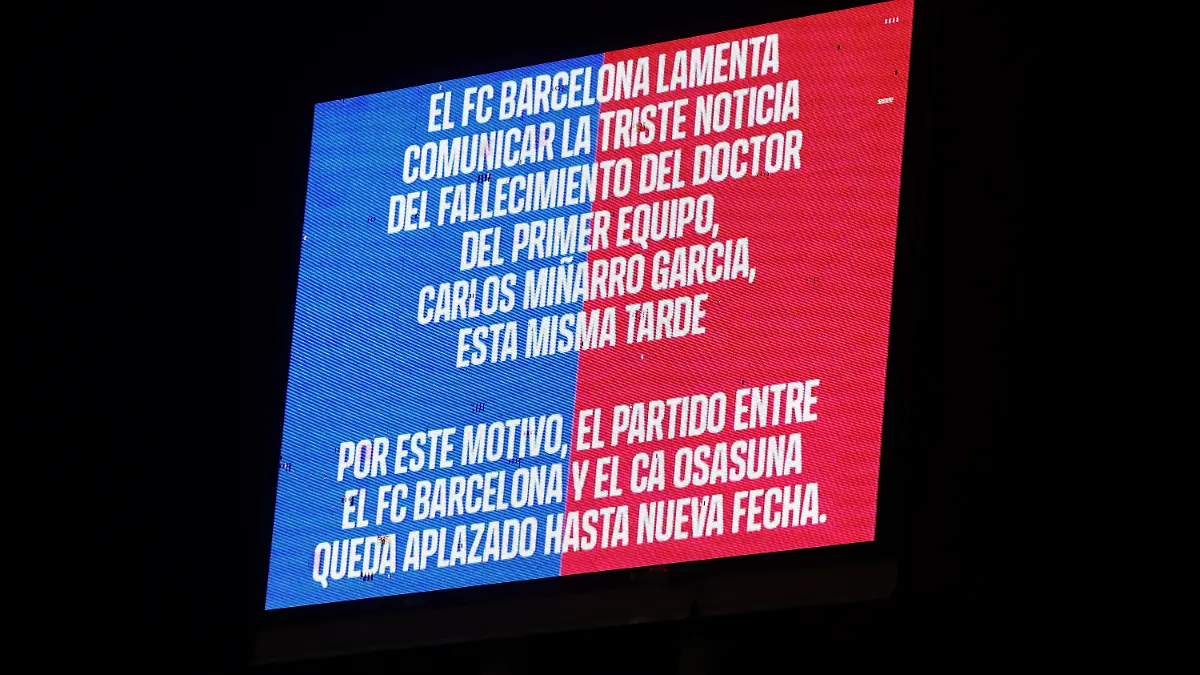 EL FC BARCELONA LAMENTA
COMUNICAR LA TRISTE NOTICIA
DEL FALLECIMIENTO DEL DOCTOR
DEL PRIMER EQUIPO,
CARLOS MIÑARRO GARCIA,
ESTA MISMA TARDE
POR ESTE MOTIVO, EL PARTIDO ENTRE
EL FC BARCELONA Y EL CA OSASUNA
QUEDA APLAZADO HASTA NUEVA FECHA.